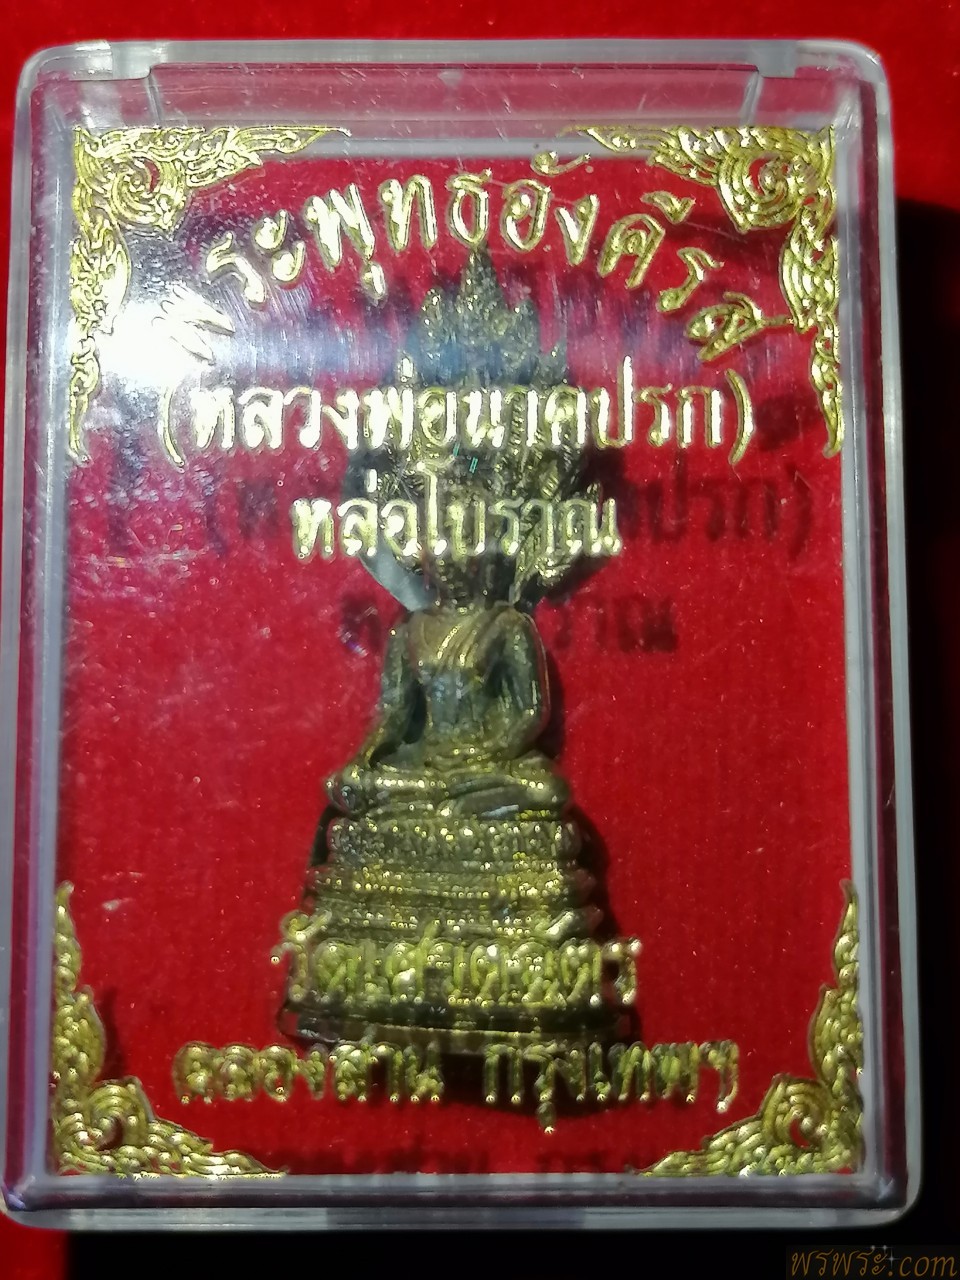 พระพุทธอังคีรส
(หลวงพ่อนาคปรก)
หล่อโบราณ
วัดเศวตฉัตร
คลองสาน กรุงเทพฯ
พรพระ.com